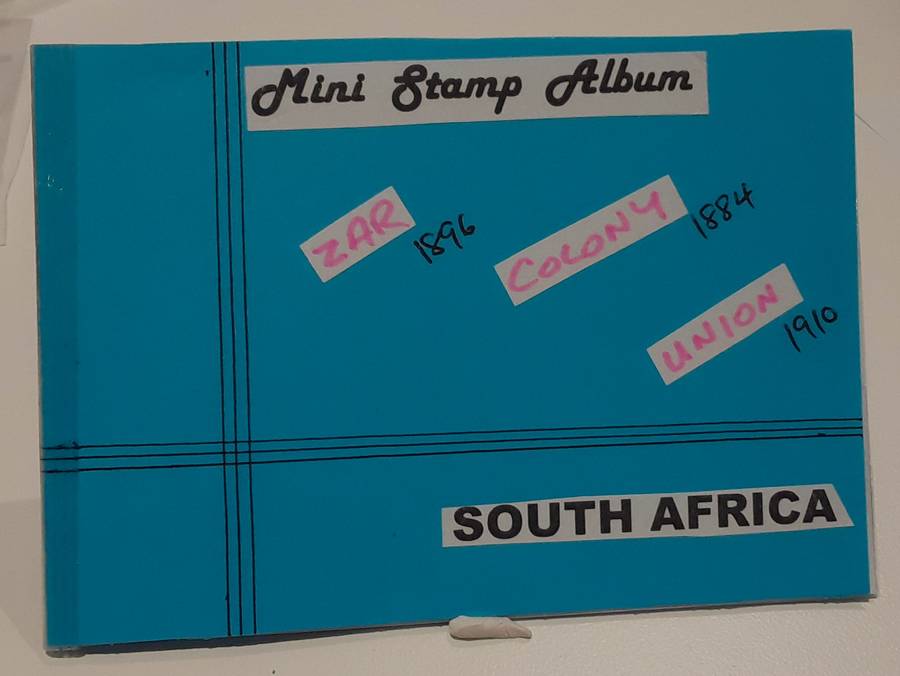 Mini Stamp Album
ZAR 1896
COLONY 1884
UNION 1910
SOUTH AFRICA